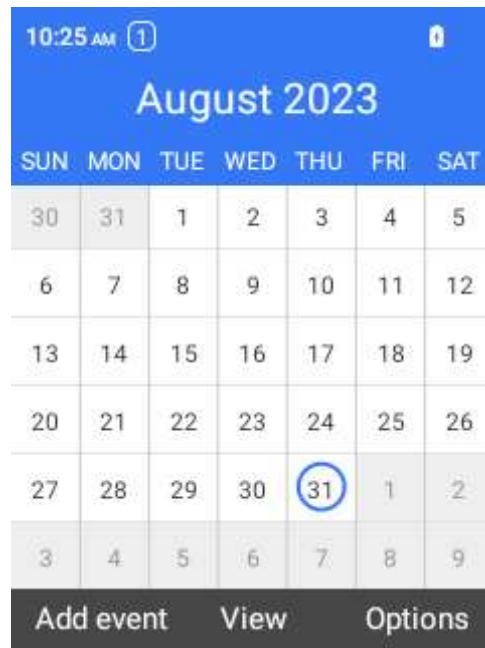 10:25 AM 1
August 2023
SUN MON TUE WED THU FRI SAT
30 31 1 2 3 4 5
6 7 8 9 10 11 12
13 14 15 16 17 18 19
20 21 22 23 24 25 26
27 28 29 30 31 1 2
3 4 5 6 7 8 9
Add event View Options